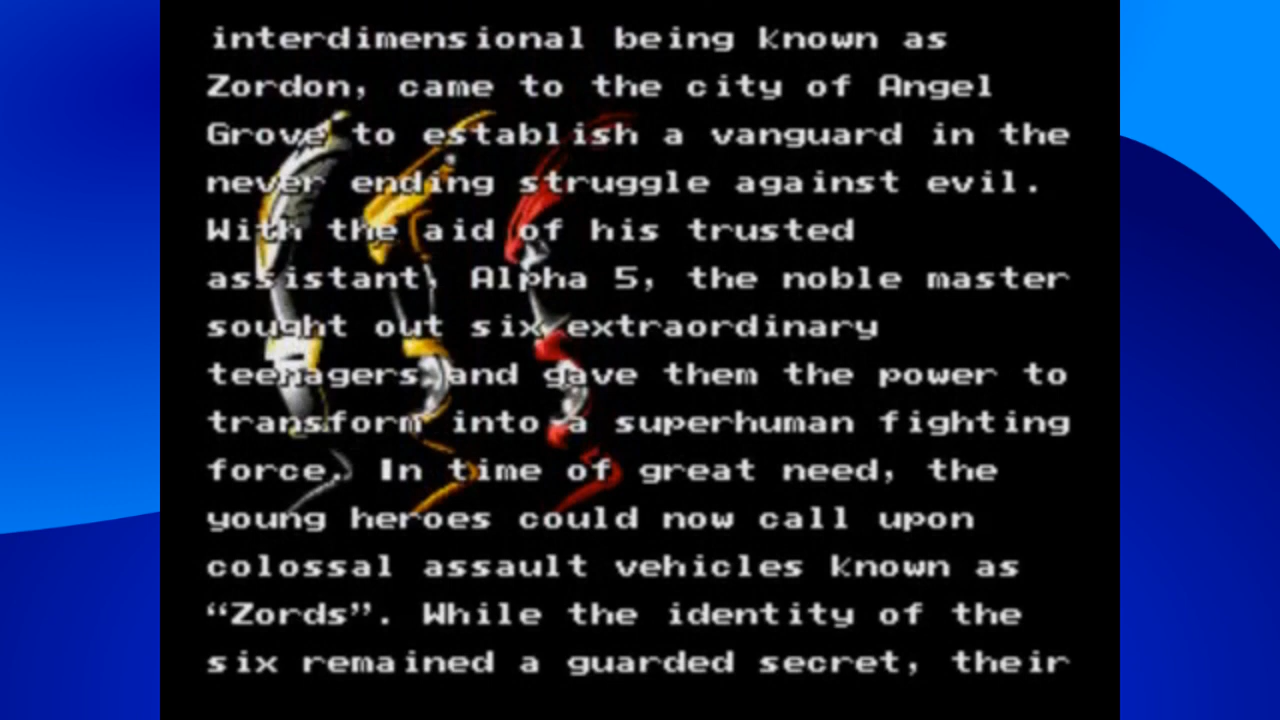 interdimensional being known as
Zordon, came to the city of Angel
Grove to establish a vanguard in the
never ending struggle against evil.
With the aid of his trusted
assistant, Alpha 5, the noble master
sought out six extraordinary
teenagers and gave them the power to
transform into a superhuman fighting
force. In time of great need, the
young heroes could now call upon
colossal assault vehicles known as
“Zords”. While the identity of the
six remained a guarded secret, their